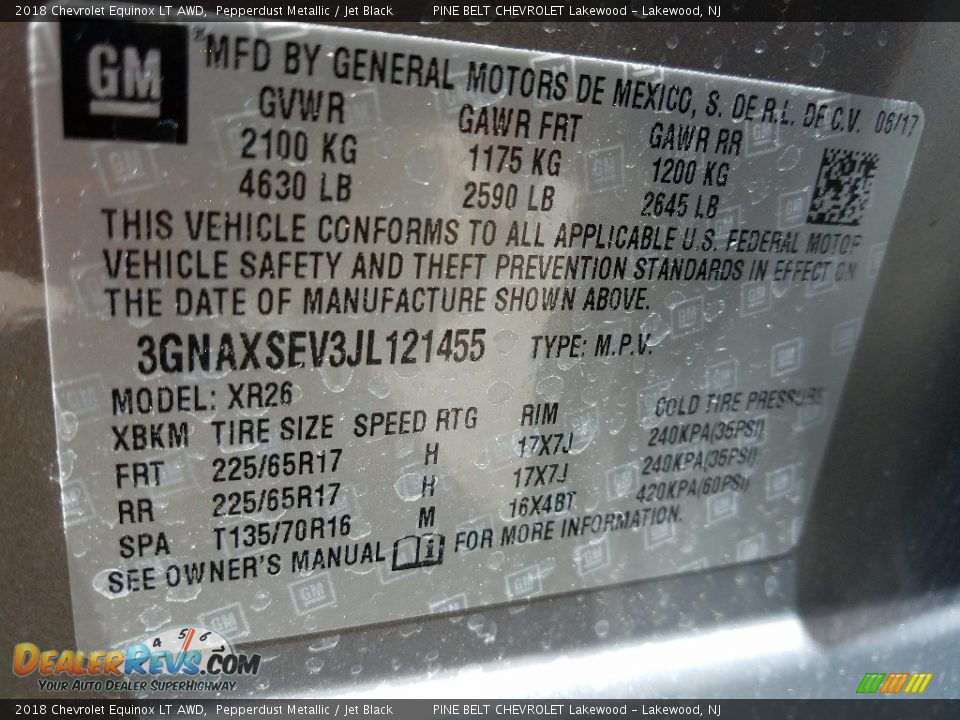 2018 Chevrolet Equinox LT AWD, Pepperdust Metallic / Jet Black PINE BELT CHEVROLET Lakewood - Lakewood, NJ
GM ® MFD BY GENERAL MOTORS DE MEXICO, S. DE R.L. DE C.V. 06/17
GVWR GAWR FRT GAWR RR
2100 KG 1175 KG 1200 KG
4630 LB 2590 LB 2645 LB
THIS VEHICLE CONFORMS TO ALL APPLICABLE U.S. FEDERAL MOTOR
VEHICLE SAFETY AND THEFT PREVENTION STANDARDS IN EFFECT ON
THE DATE OF MANUFACTURE SHOWN ABOVE.
3GNAXSEV3JL121455 TYPE: M.P.V.
MODEL: XR26
XBKM TIRE SIZE SPEED RTG RIM COLD TIRE PRESSURE
FRT 225/65R17 H 17X7J 240KPA(35PSI)
RR 225/65R17 H 17X7J 240KPA(35PSI)
SPA T135/70R16 M 16X4BT 420KPA(60PSI)
SEE OWNER'S MANUAL FOR MORE INFORMATION.
4 5 6
DEALERREVS.COM
YOUR AUTO DEALER SUPERHIGHWAY
2018 Chevrolet Equinox LT AWD, Pepperdust Metallic / Jet Black PINE BELT CHEVROLET Lakewood - Lakewood, NJ